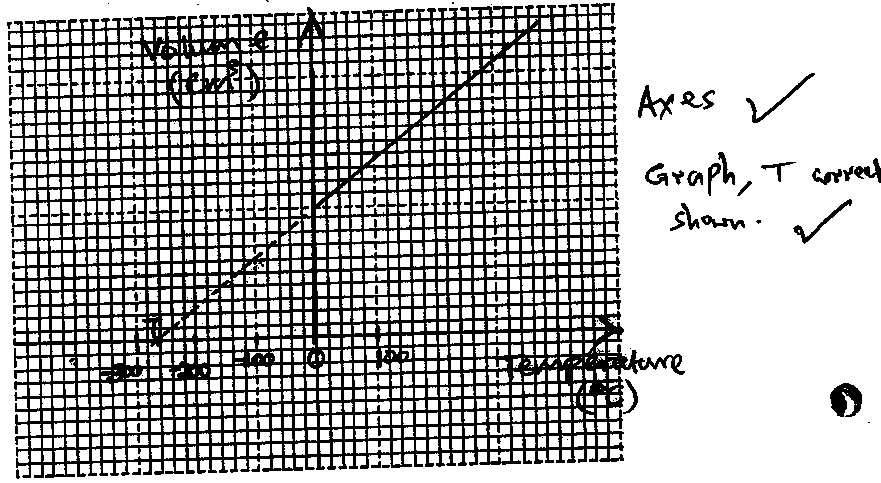 Volume
(cm³)
Axes ✓
Graph, T correct
shown. ✓
T
-300 -200 -100 0 100
Temperature
(°C)